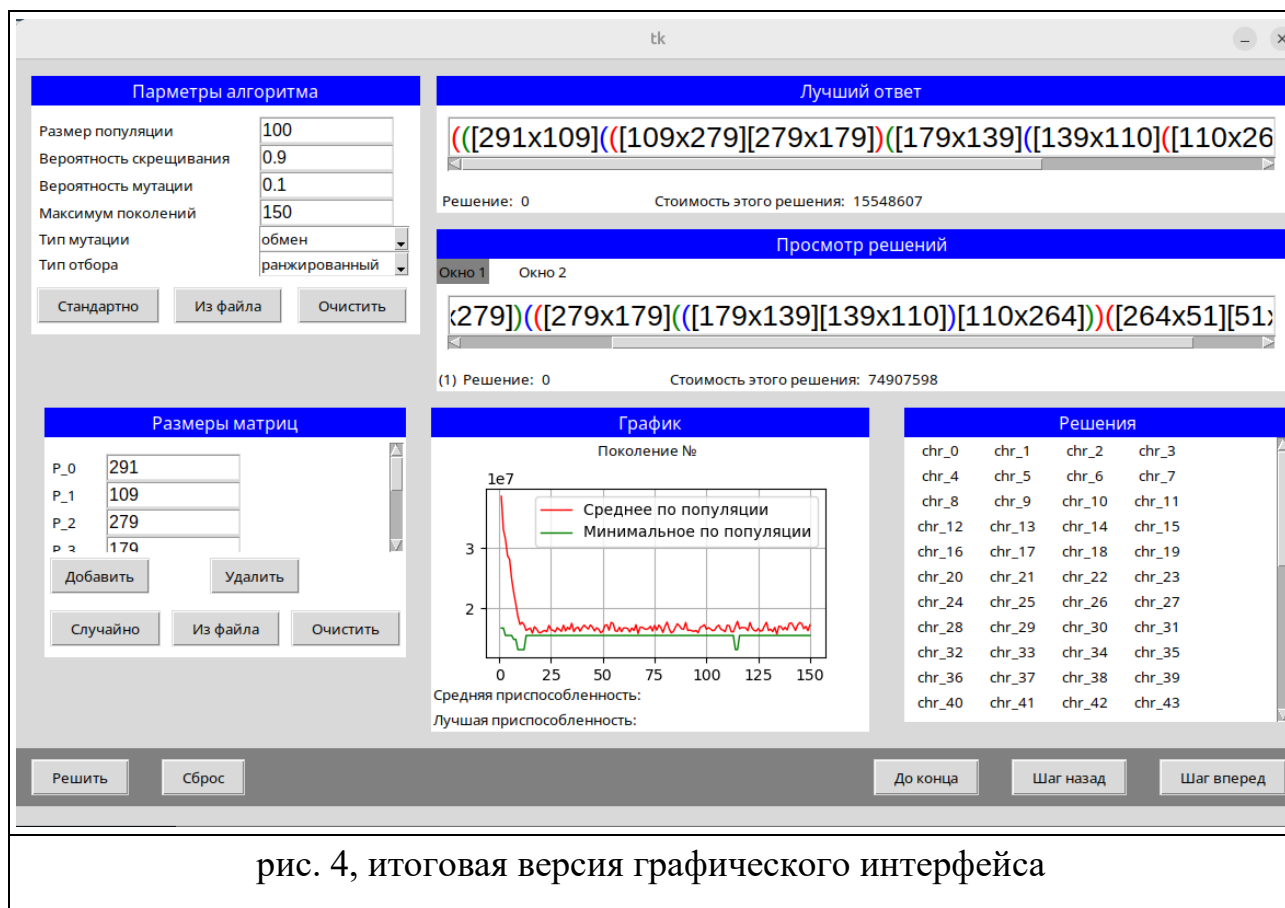 tk
Парметры алгоритма
Размер популяции 100
Вероятность скрещивания 0.9
Вероятность мутации 0.1
Максимум поколений 150
Тип мутации обмен
Тип отбора ранжированный
Стандартно Из файла Очистить
Лучший ответ
((([291x109](([109x279][279x179])([179x139]([139x110]([110x26
Решение: 0 Стоимость этого решения: 15548607
Просмотр решений
Окно 1 Окно 2
x279])(([279x179](([179x139][139x110])[110x264]))([264x51][51x
(1) Решение: 0 Стоимость этого решения: 74907598
Размеры матриц
P_0 291
P_1 109
P_2 279
P_3 179
Добавить Удалить
Случайно Из файла Очистить
График
Поколение №
1e7
Среднее по популяции
Минимальное по популяции
3
2
0 25 50 75 100 125 150
Средняя приспособленность:
Лучшая приспособленность:
Решения
chr_0 chr_1 chr_2 chr_3
chr_4 chr_5 chr_6 chr_7
chr_8 chr_9 chr_10 chr_11
chr_12 chr_13 chr_14 chr_15
chr_16 chr_17 chr_18 chr_19
chr_20 chr_21 chr_22 chr_23
chr_24 chr_25 chr_26 chr_27
chr_28 chr_29 chr_30 chr_31
chr_32 chr_33 chr_34 chr_35
chr_36 chr_37 chr_38 chr_39
chr_40 chr_41 chr_42 chr_43
Решить Сброс До конца Шаг назад Шаг вперед
рис. 4, итоговая версия графического интерфейса